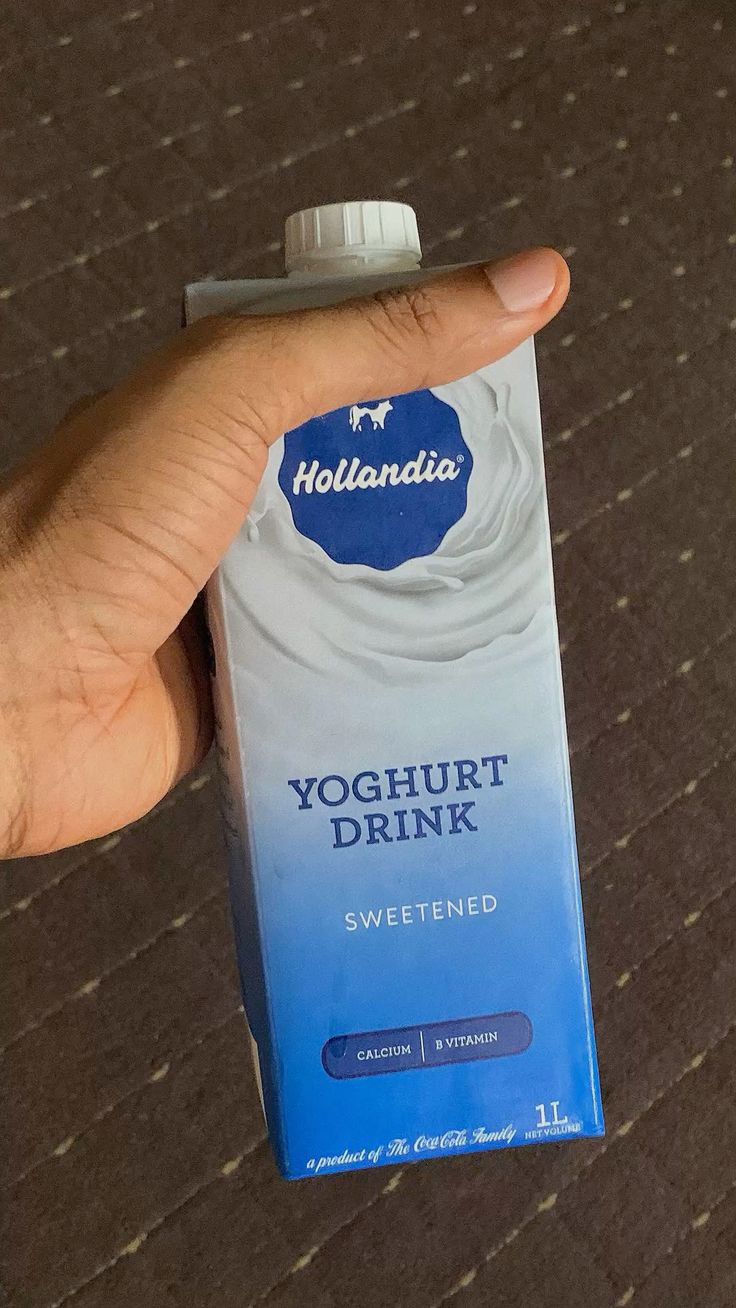 Hollandia®
YOGHURT
DRINK
SWEETENED
CALCIUM | B VITAMIN
1L
NET VOLUME
a product of The Coca-Cola Family